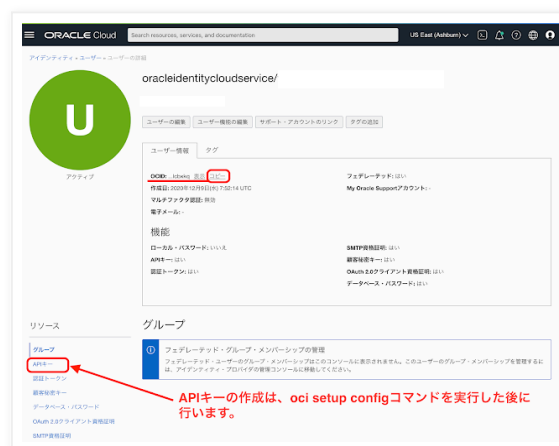 ORACLE Cloud
Search resources, services, and documentation
US East (Ashburn)
アイデンティティ » ユーザー » ユーザーの詳細
oracleidentitycloudservice/
U
アクティブ
ユーザーの編集 ユーザー機能の編集 サポート・アカウントのリンク タグの追加
ユーザー情報 タグ
OCID: 表示 コピー
フェデレーテッド: はい
作成日: 2020年12月9日(水) 7:52:14 UTC
My Oracle Supportアカウント: -
マルチファクタ認証: 無効
電子メール: -
機能
ローカル・パスワード: いいえ
SMTP資格証明: はい
APIキー: はい
顧客秘密キー: はい
認証トークン: はい
OAuth 2.0クライアント資格証明: はい
データベース・パスワード: はい
リソース
グループ
APIキー
認証トークン
顧客秘密キー
データベース・パスワード
OAuth 2.0クライアント資格証明
SMTP資格証明
グループ
フェデレーテッド・グループ・メンバーシップの管理
フェデレーテッド・ユーザーのグループ・メンバーシップはこのコンソールに表示されません。このユーザーのグループ・メンバーシップを管理するに
は、アイデンティティ・プロバイダの管理コンソールに移動してください。
APIキーの作成は、oci setup configコマンドを実行した後に
行います。